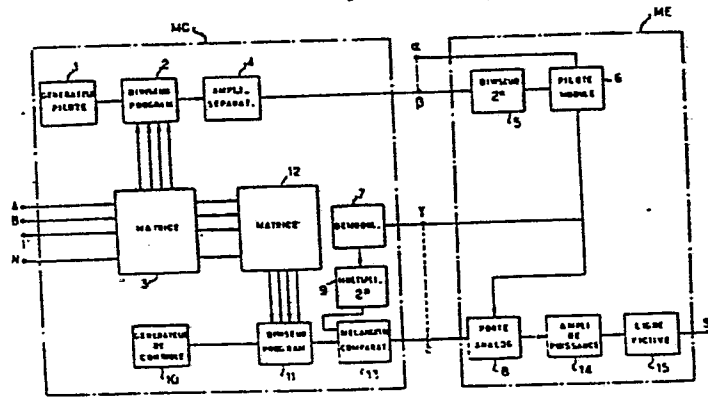 MC
ME
1
2
4
GENERATEUR
PILOTE
DIVISEUR
PROGRAM
AMPLI_
SEPARAT.
α
β
DIVISEUR
2ⁿ
5
PILOTE
MODULE
6
A
B
I
N
MATRICE
3
12
MATRICE'
7
DEMODUL.
γ
9
MULTIPLI.
2ⁿ
GENERATEUR
DE
CONTROLE
10
DIVISEUR
PROGRAM
11
MELANGEUR
COMPARAT.
13
PORTE
ANALOG
8
AMPLI
DE
PUISSANCE
14
LIGNE
FICTIVE
15
S